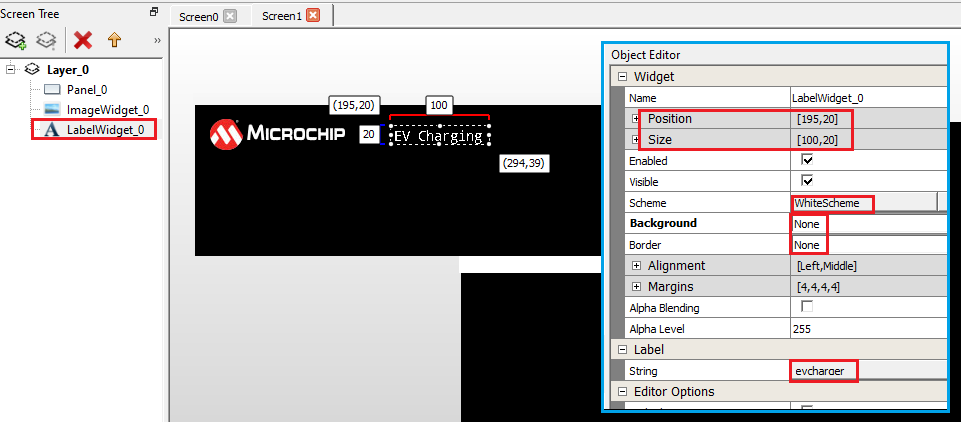 Screen Tree
»
Layer_0
Panel_0
ImageWidget_0
A LabelWidget_0
Screen0
Screen1
(195,20)
100
MICROCHIP
20
EV Charging
(294,39)
Object Editor
Widget
Name LabelWidget_0
Position [195,20]
Size [100,20]
Enabled
Visible
Scheme WhiteScheme
Background None
Border None
Alignment [Left,Middle]
Margins [4,4,4,4]
Alpha Blending
Alpha Level 255
Label
String evcharger
Editor Options